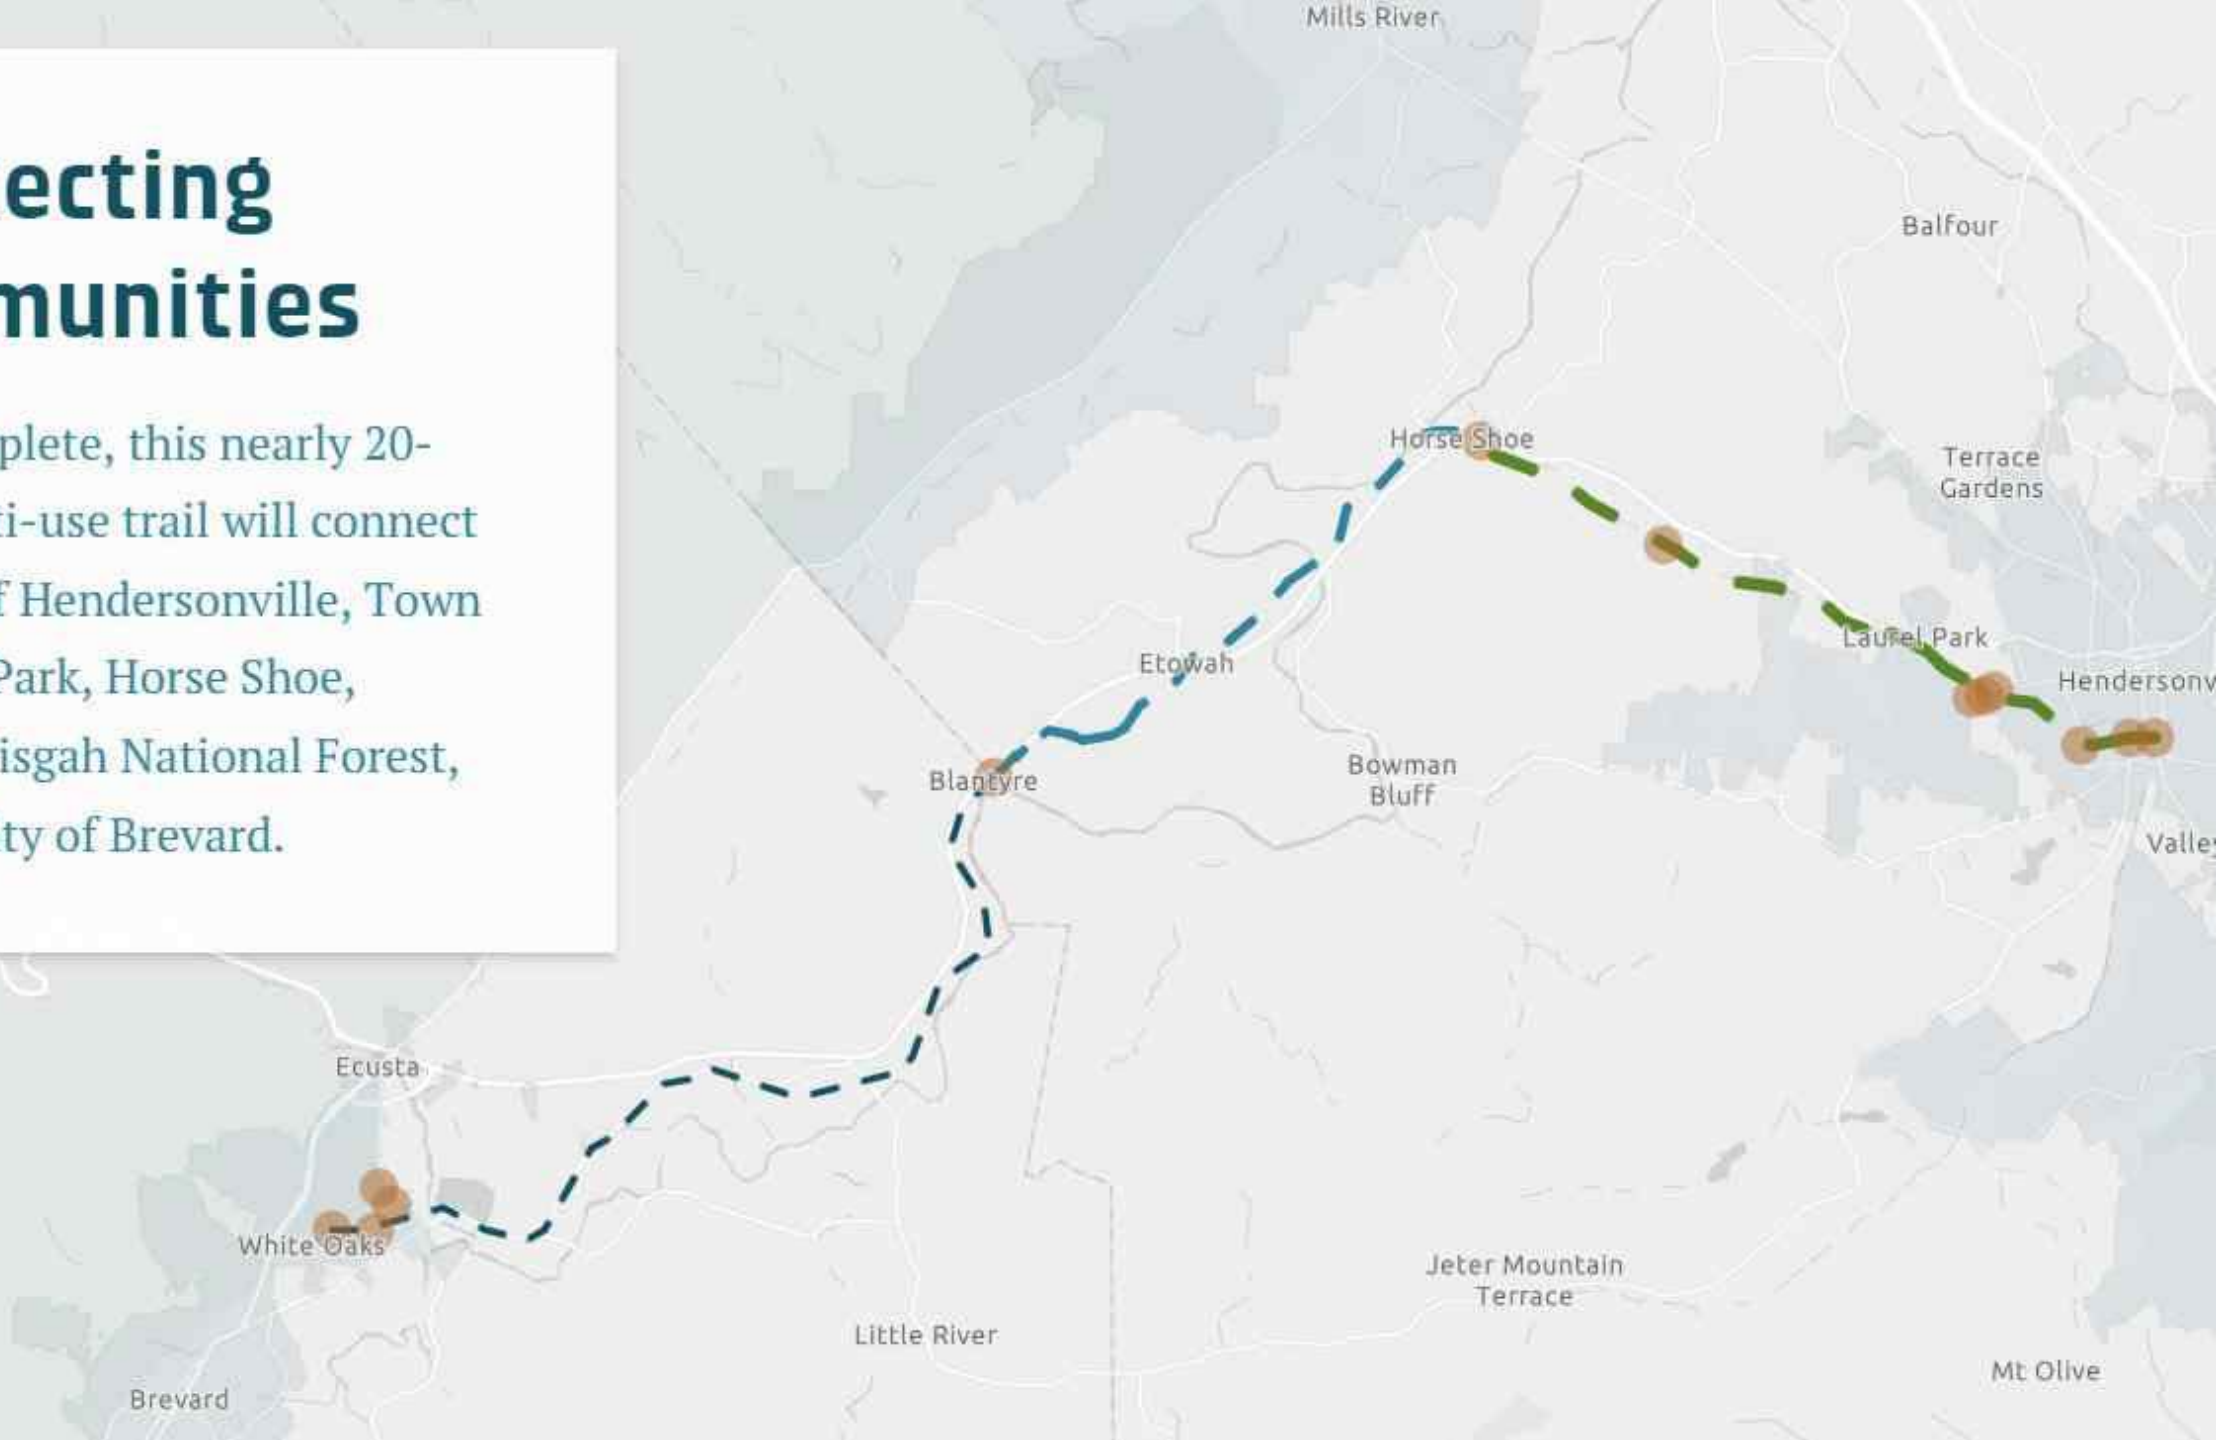 ecting
munities
plete, this nearly 20-
ti-use trail will connect
f Hendersonville, Town
Park, Horse Shoe,
isgah National Forest,
ty of Brevard.
Mills River
Balfour
Horse Shoe
Terrace
Gardens
Laurel Park
Etowah
Hendersonv
Blantyre
Bowman
Bluff
Valley
Ecusta
White Oaks
Jeter Mountain
Terrace
Little River
Mt Olive
Brevard